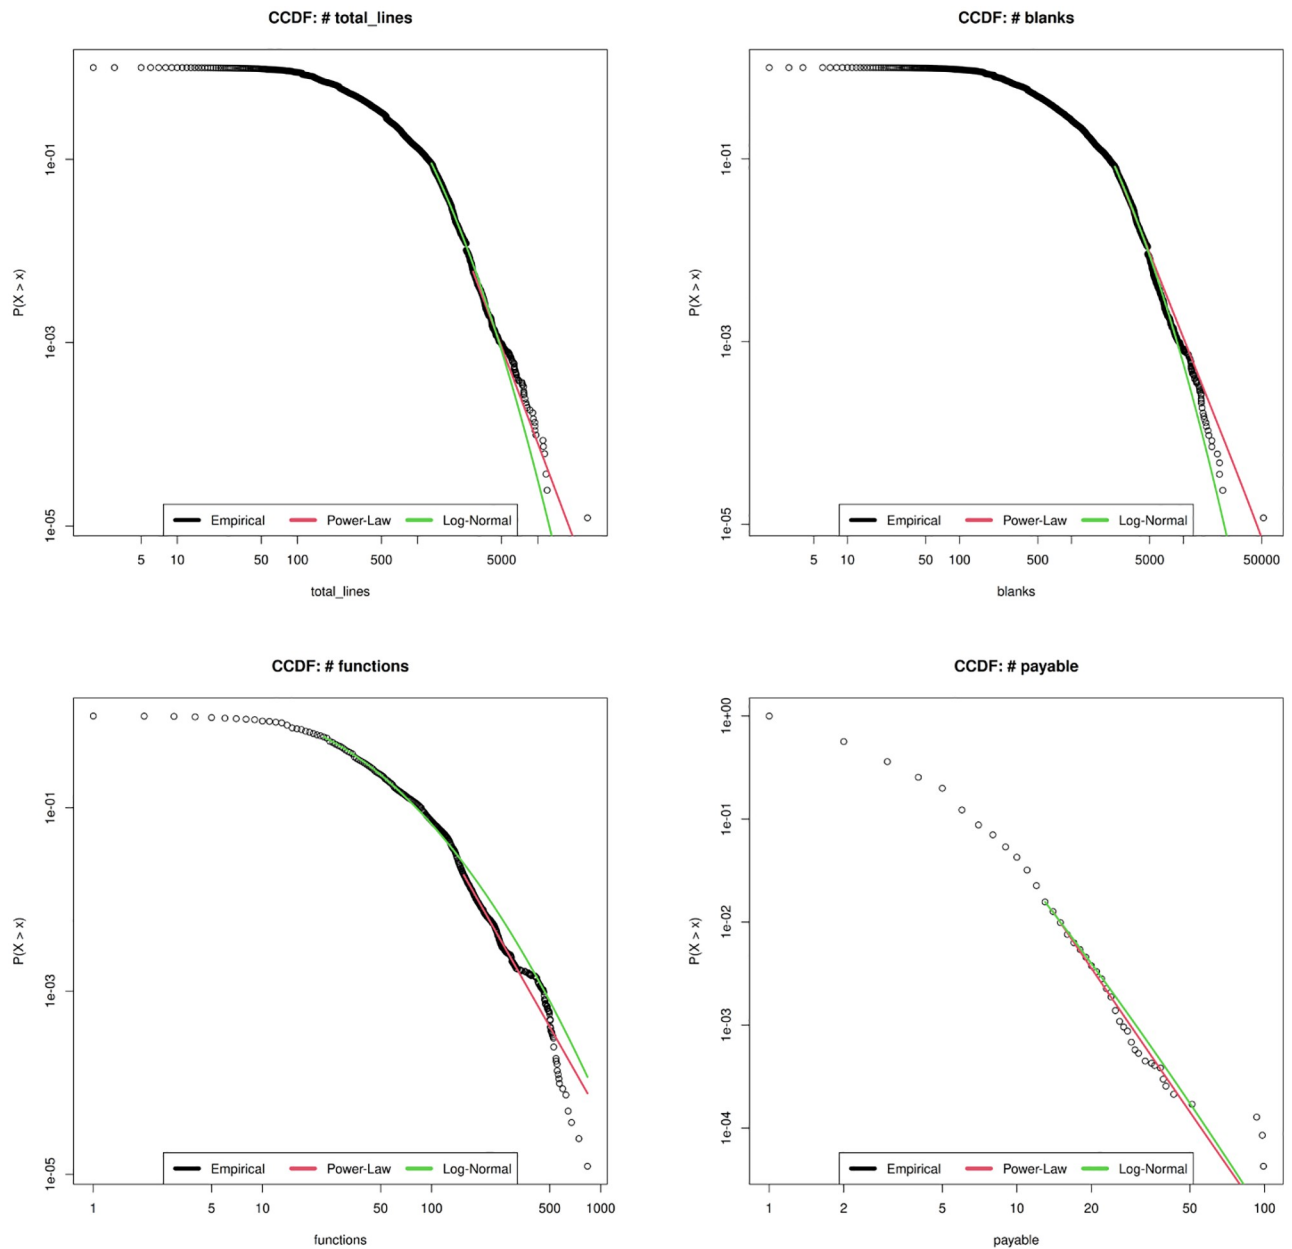 CCDF: # total_lines
P(X > x)
1e-01
1e-03
1e-05
Empirical Power-Law Log-Normal
5 10 50 100 500 5000
total_lines
CCDF: # blanks
P(X > x)
1e-01
1e-03
1e-05
Empirical Power-Law Log-Normal
5 10 50 100 500 5000 50000
blanks
CCDF: # functions
P(X > x)
1e-01
1e-03
1e-05
Empirical Power-Law Log-Normal
1 5 10 50 100 500 1000
functions
CCDF: # payable
P(X > x)
1e+00
1e-01
1e-02
1e-03
1e-04
Empirical Power-Law Log-Normal
1 2 5 10 20 50 100
payable